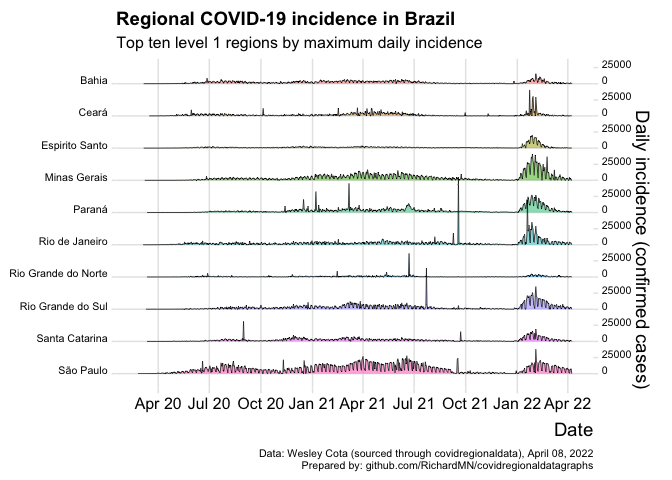 Regional COVID-19 incidence in Brazil
Top ten level 1 regions by maximum daily incidence
25000
Bahia
0
25000
Ceará
0
25000
Espirito Santo
0
25000
Minas Gerais
0
25000
Paraná
0
25000
Rio de Janeiro
0
25000
Rio Grande do Norte
0
25000
Rio Grande do Sul
0
25000
Santa Catarina
0
25000
São Paulo
0
Daily incidence (confirmed cases)
Apr 20 Jul 20 Oct 20 Jan 21 Apr 21 Jul 21 Oct 21 Jan 22 Apr 22
Date
Data: Wesley Cota (sourced through covidregionaldata), April 08, 2022
Prepared by: github.com/RichardMN/covidregionaldatagraphs